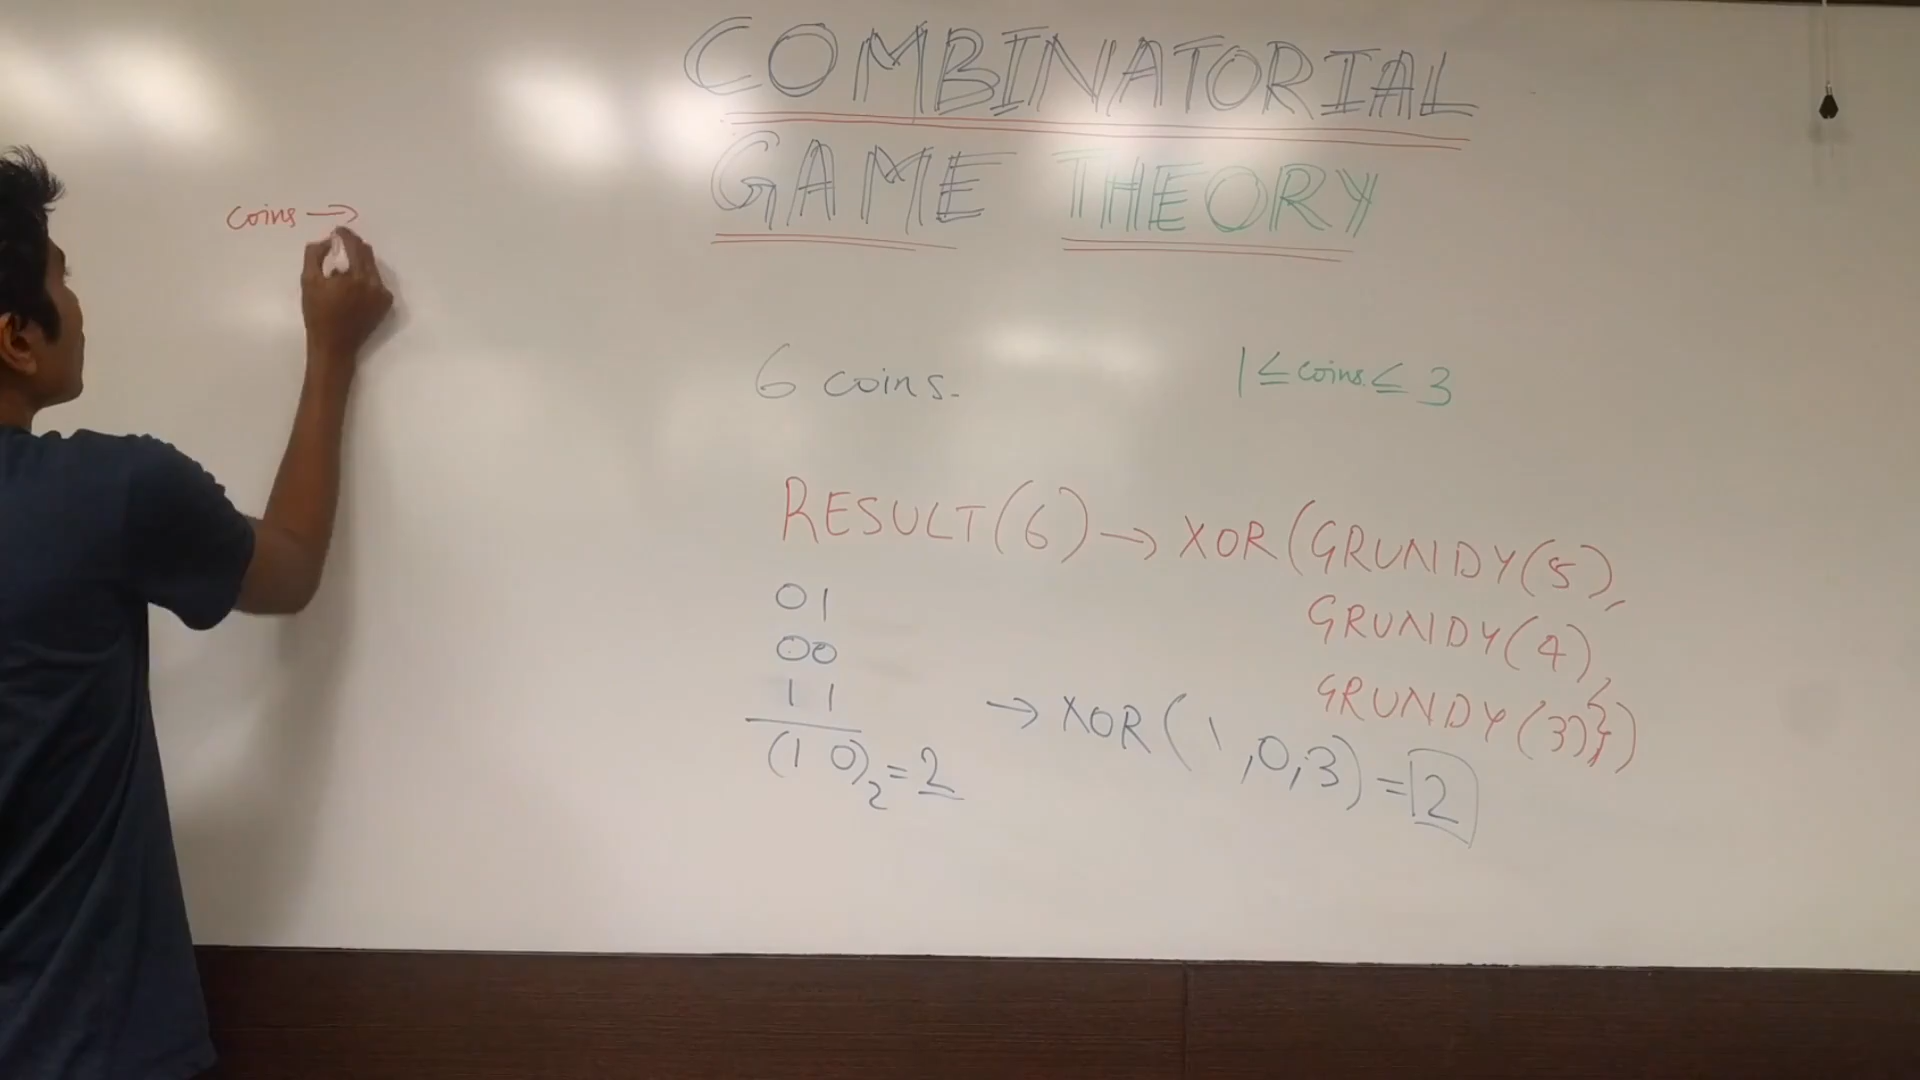 COMBINATORIAL
GAME THEORY
coins →
6 coins.
1 ≤ coins ≤ 3
RESULT(6) → XOR(GRUNDY(5),
GRUNDY(4),
GRUNDY(3)})
01
00
11
(10)₂ = 2
→ XOR(1,0,3) = 2